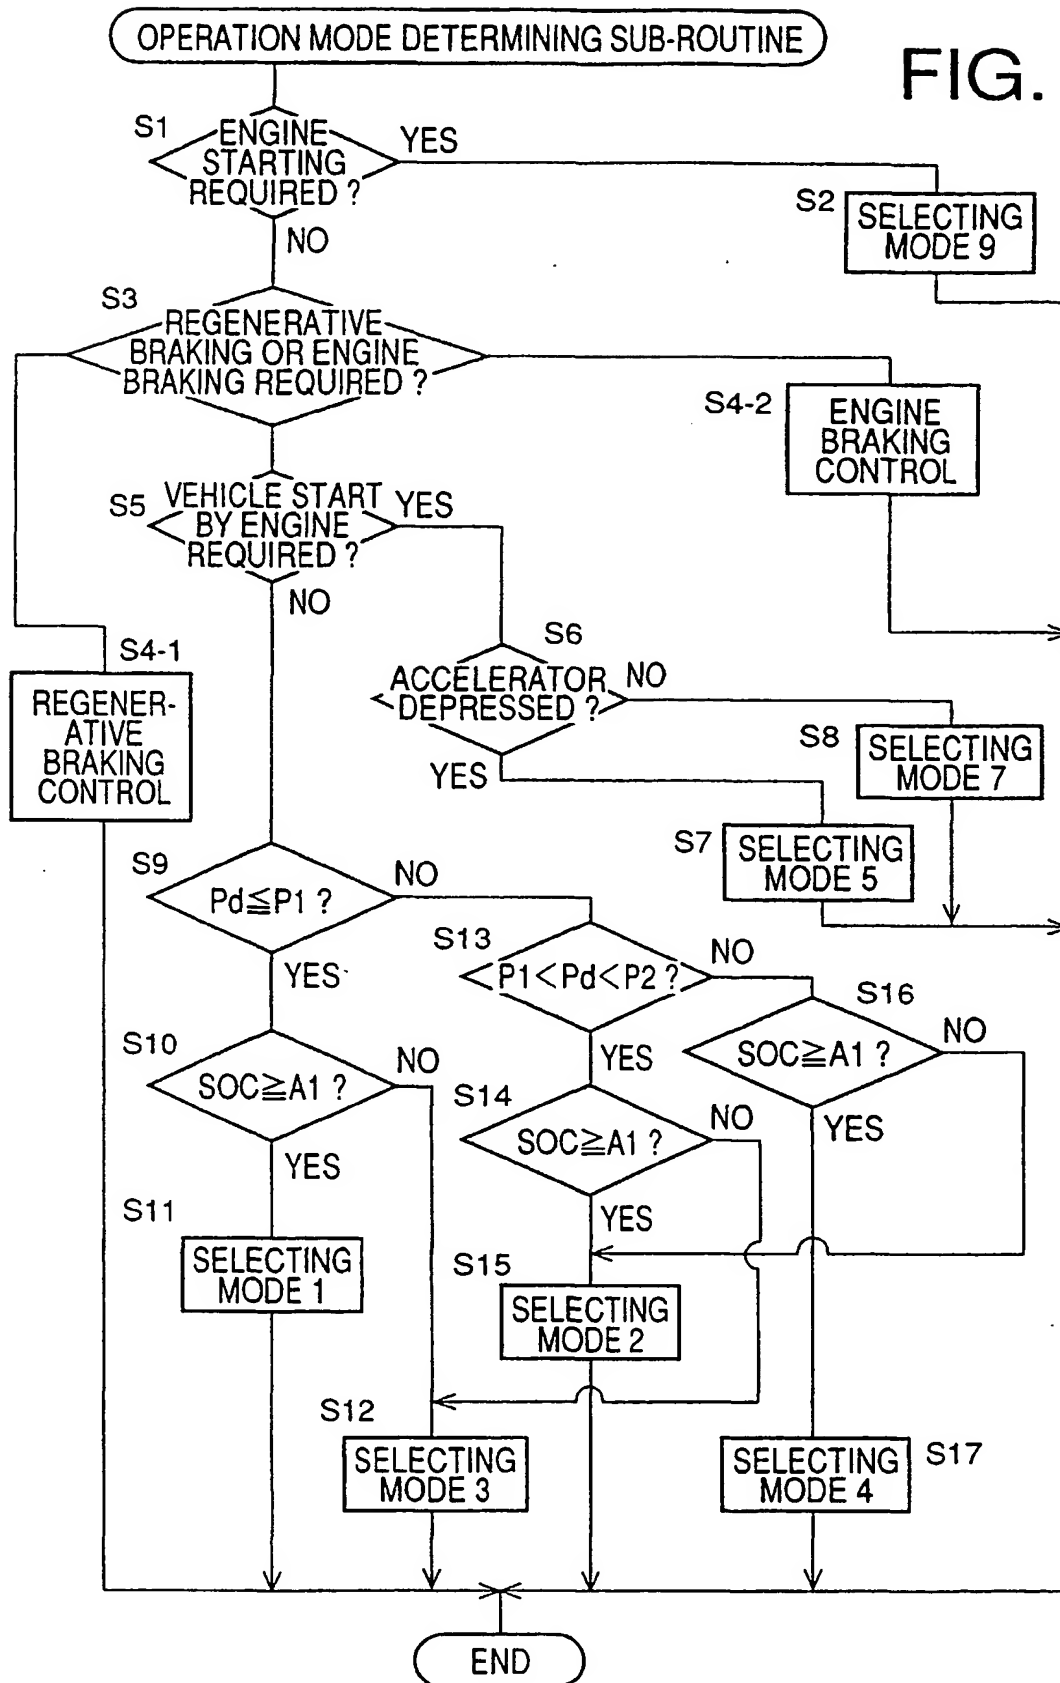 OPERATION MODE DETERMINING SUB-ROUTINE
FIG.
S1
ENGINE
STARTING
REQUIRED ?
YES
NO
S2
SELECTING
MODE 9
S3
REGENERATIVE
BRAKING OR ENGINE
BRAKING REQUIRED ?
S4-2
ENGINE
BRAKING
CONTROL
S5
VEHICLE START
BY ENGINE
REQUIRED ?
YES
NO
S4-1
REGENER-
ATIVE
BRAKING
CONTROL
S6
ACCELERATOR
DEPRESSED ?
NO
YES
S8
SELECTING
MODE 7
S7
SELECTING
MODE 5
S9
Pd≦P1 ?
NO
YES
S13
P1<Pd<P2 ?
NO
YES
S10
SOC≧A1 ?
NO
YES
S16
SOC≧A1 ?
NO
YES
S14
SOC≧A1 ?
NO
YES
S11
SELECTING
MODE 1
S15
SELECTING
MODE 2
S12
SELECTING
MODE 3
SELECTING
MODE 4
S17
END